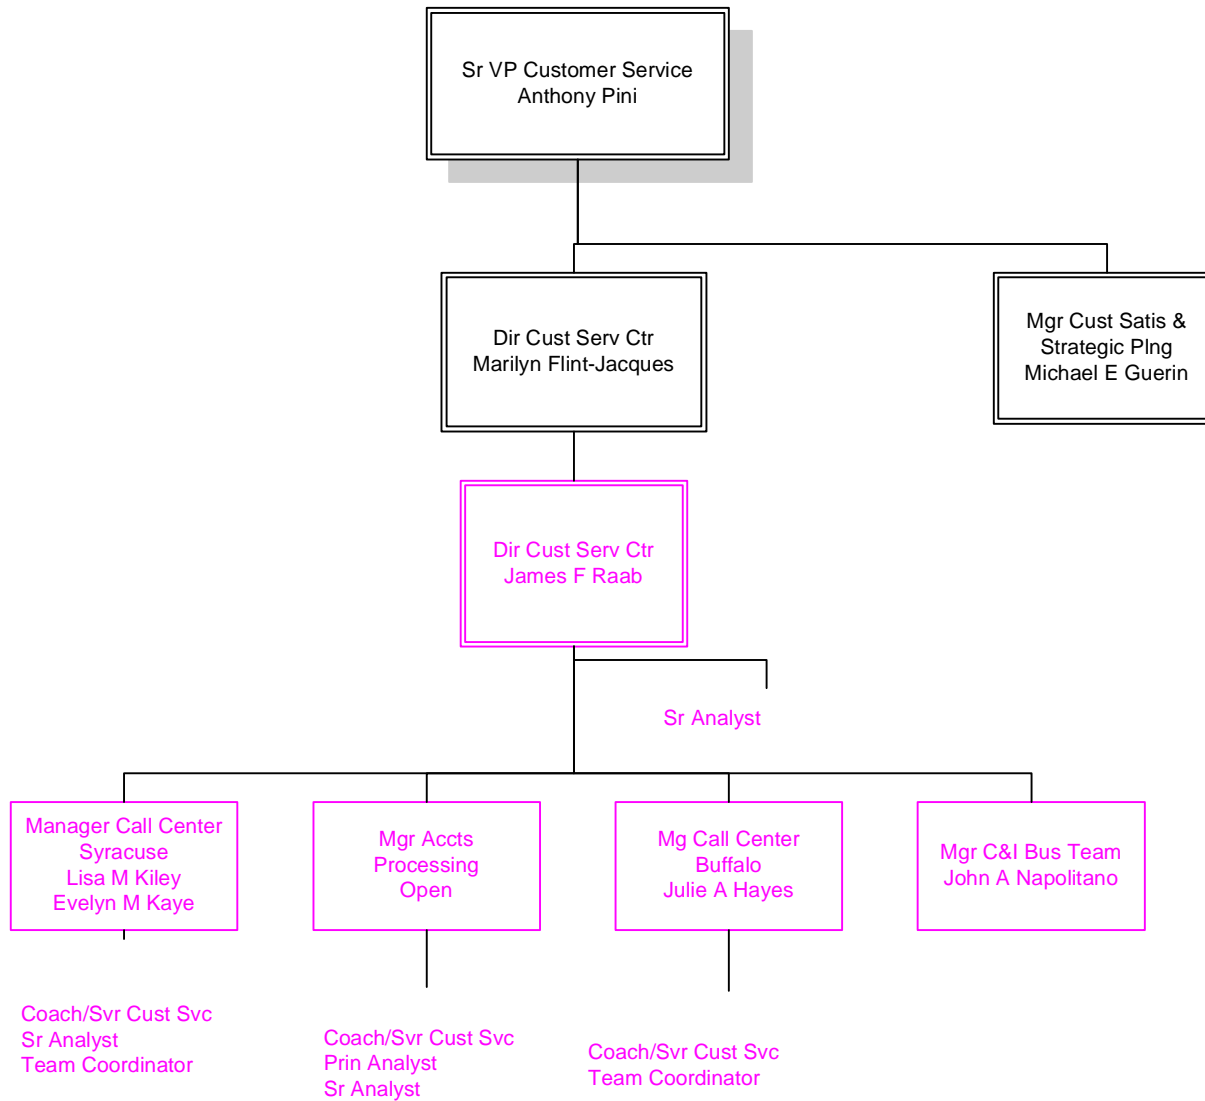 Sr VP Customer Service
Anthony Pini
Dir Cust Serv Ctr
Marilyn Flint-Jacques
Mgr Cust Satis &
Strategic Plng
Michael E Guerin
Dir Cust Serv Ctr
James F Raab
Sr Analyst
Manager Call Center
Syracuse
Lisa M Kiley
Evelyn M Kaye
Mgr Accts
Processing
Open
Mg Call Center
Buffalo
Julie A Hayes
Mgr C&I Bus Team
John A Napolitano
Coach/Svr Cust Svc
Sr Analyst
Team Coordinator
Coach/Svr Cust Svc
Prin Analyst
Sr Analyst
Coach/Svr Cust Svc
Team Coordinator